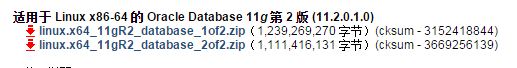 适用于 Linux x86-64 的 Oracle Database 11g 第 2 版 (11.2.0.1.0)
linux.x64_11gR2_database_1of2.zip（1,239,269,270 字节）(cksum - 3152418844)
linux.x64_11gR2_database_2of2.zip（1,111,416,131 字节）(cksum - 3669256139)